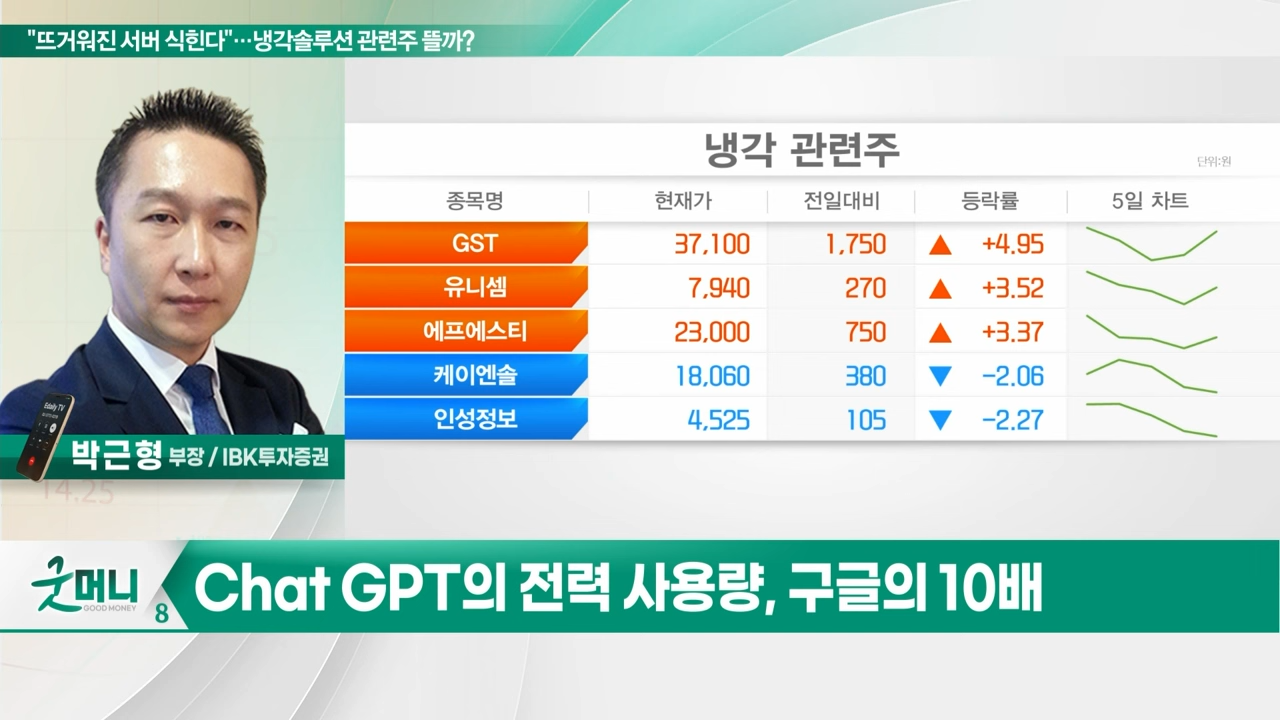 "뜨거워진 서버 식힌다"…냉각솔루션 관련주 뜰까?
냉각 관련주
단위:원
종목명 현재가 전일대비 등락률 5일 차트
GST 37,100 1,750 ▲ +4.95
유니셈 7,940 270 ▲ +3.52
에프에스티 23,000 750 ▲ +3.37
케이엔솔 18,060 380 ▼ -2.06
인성정보 4,525 105 ▼ -2.27
Edaily TV
박근형 부장 / IBK투자증권
14.25
굿머니
GOOD MONEY
8
Chat GPT의 전력 사용량, 구글의 10배